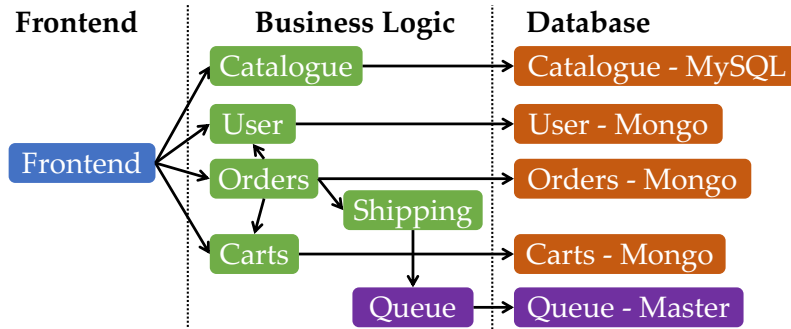 Frontend
Business Logic
Database
Catalogue
Catalogue - MySQL
User
User - Mongo
Frontend
Orders
Orders - Mongo
Shipping
Carts
Carts - Mongo
Queue
Queue - Master